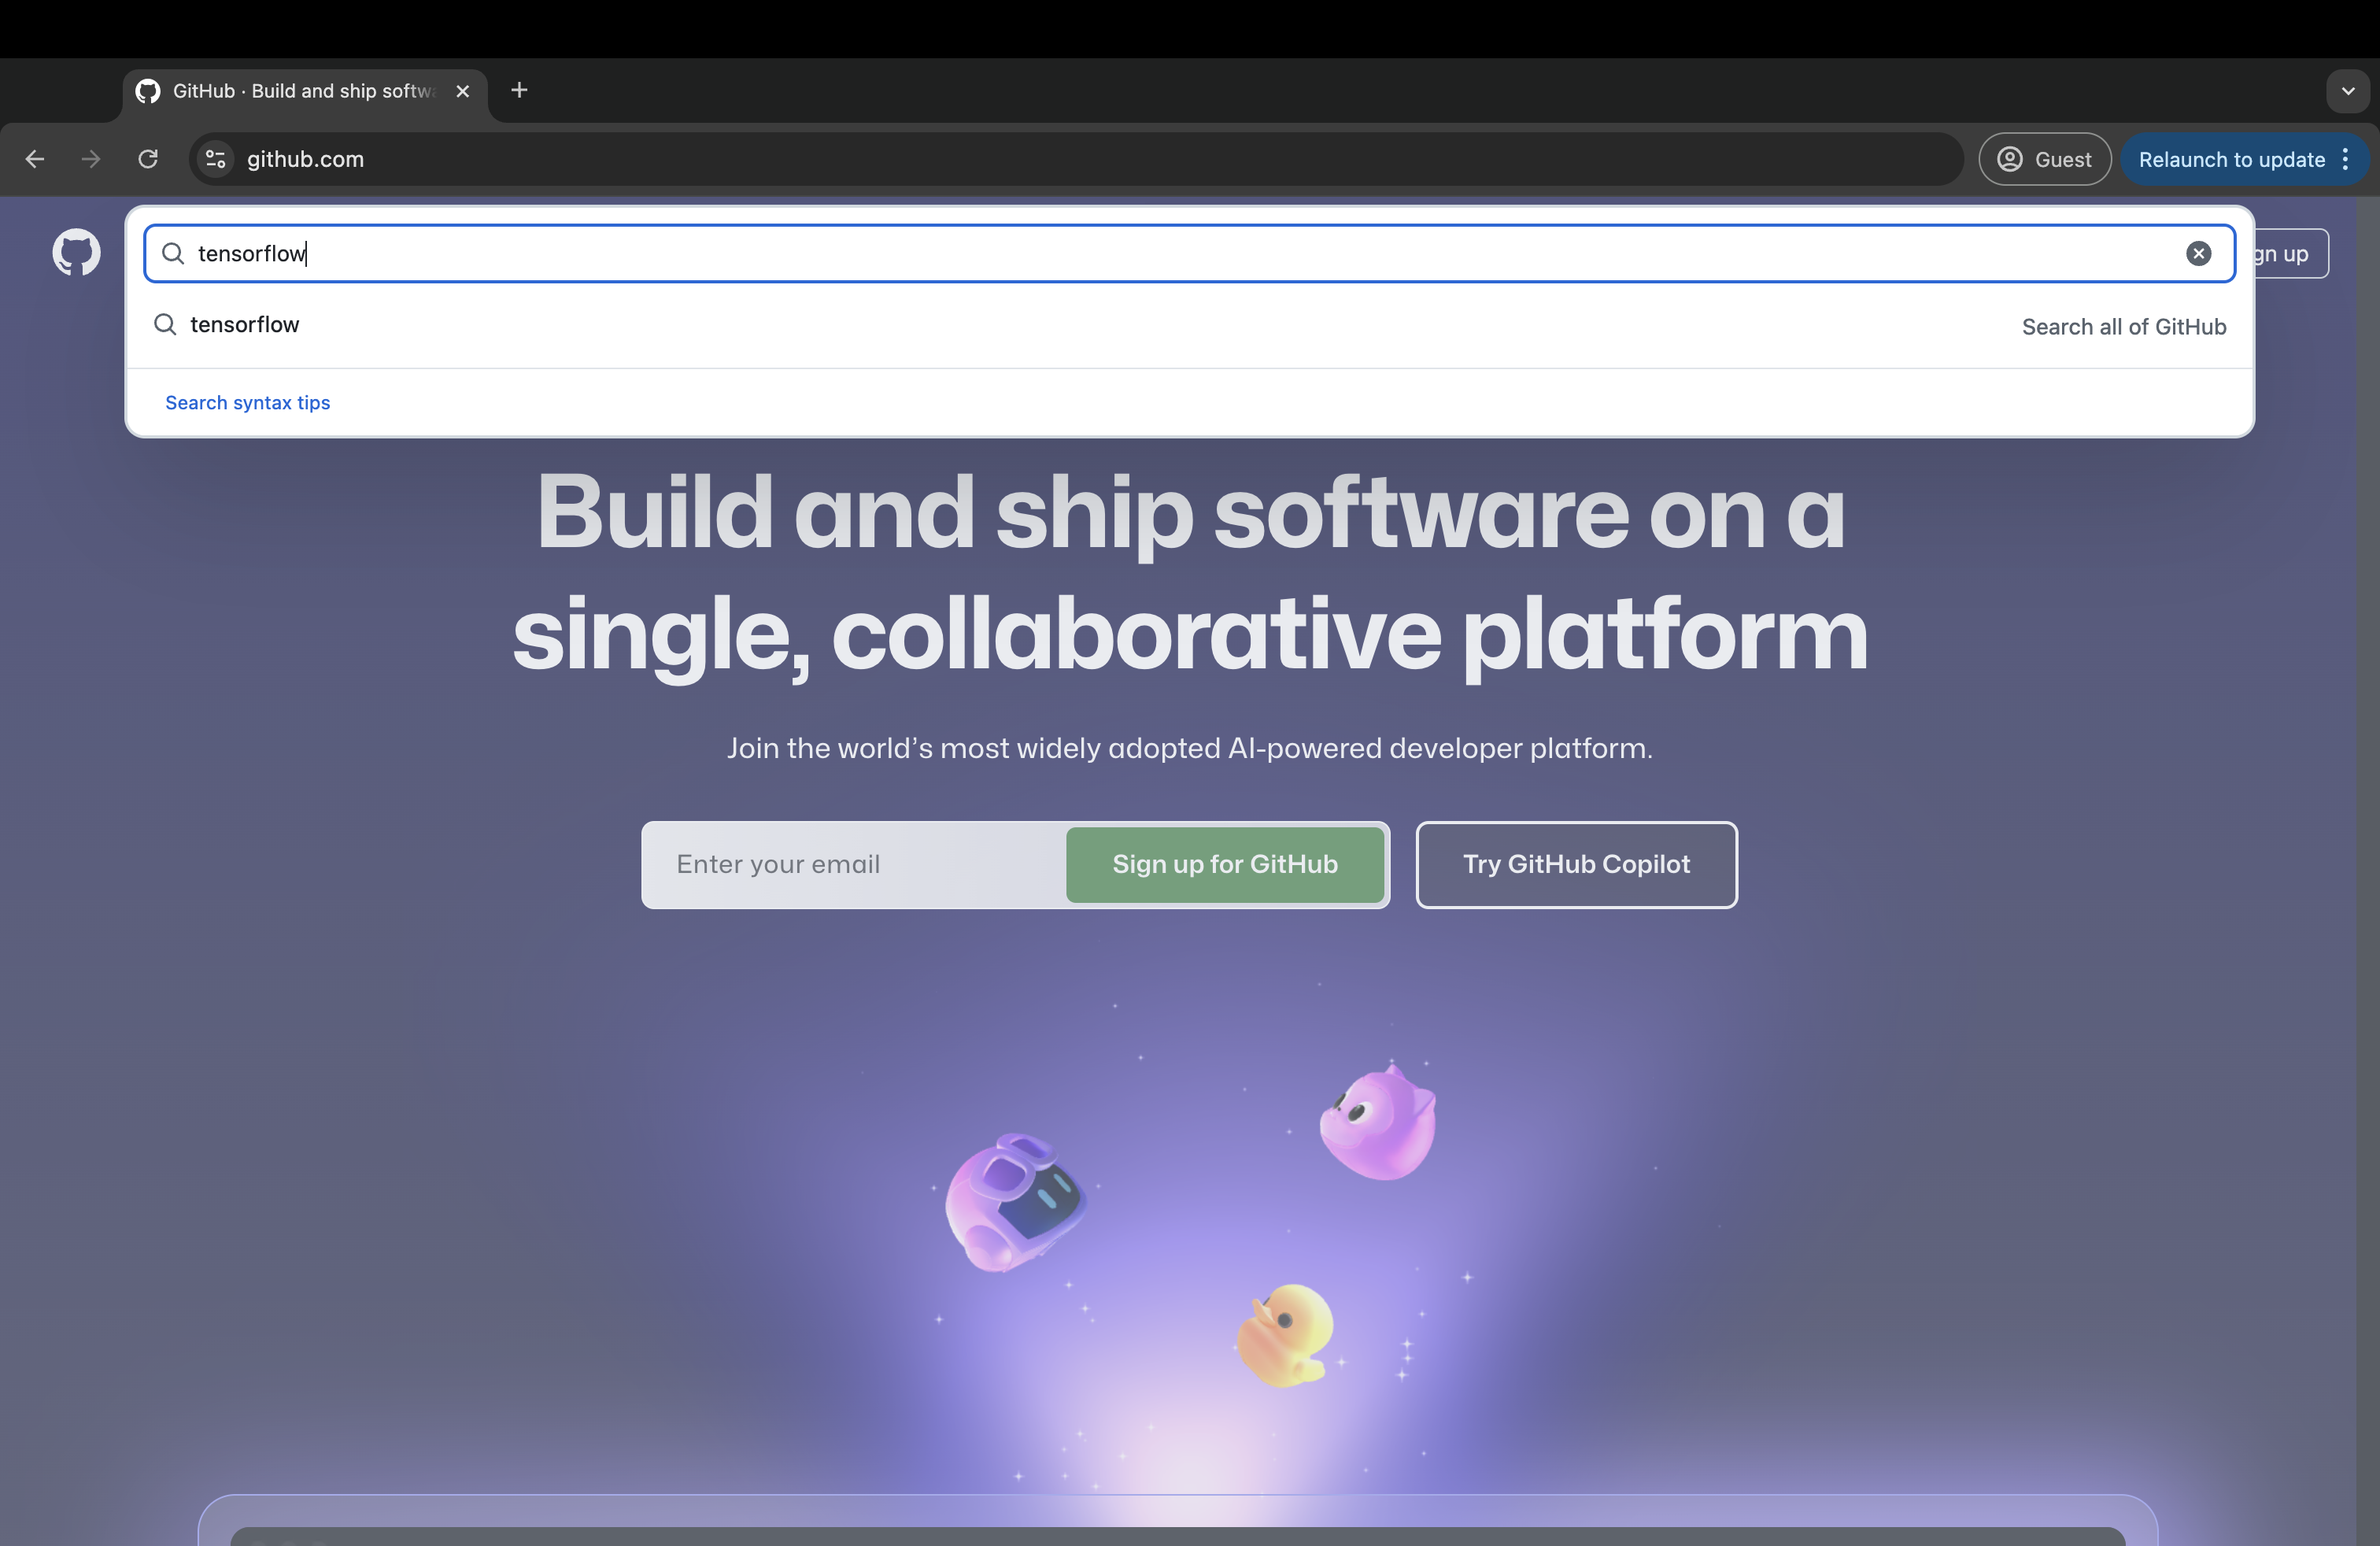 GitHub · Build and ship softw
github.com
Guest
Relaunch to update
tensorflow
gn up
tensorflow
Search all of GitHub
Search syntax tips
Build and ship software on a
single, collaborative platform
Join the world’s most widely adopted AI-powered developer platform.
Enter your email
Sign up for GitHub
Try GitHub Copilot